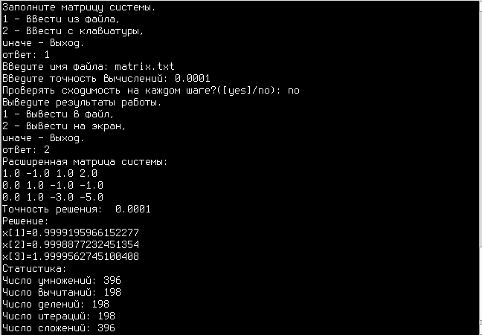 Заполните матрицу системы.
1 - Ввести из файла,
2 - Ввести с клавиатуры,
иначе - Выход.
ответ: 1
Введите имя файла: matrix.txt
Введите точность вычислений: 0.0001
Проверять сходимость на каждом шаге?([yes]/no): no
Выведите результаты работы.
1 - Вывести в файл,
2 - Вывести на экран,
иначе - Выход.
ответ: 2
Расширенная матрица системы:
1.0 -1.0 1.0 2.0
0.0 1.0 -1.0 -1.0
0.0 1.0 -3.0 -5.0
Точность решения:  0.0001
Решение:
x[1]=0.9999195966152277
x[2]=0.9998877232451354
x[3]=1.9999562745100408
Статистика:
Число умножений: 396
Число вычитаний: 198
Число делений: 198
Число итераций: 198
Число сложений: 396